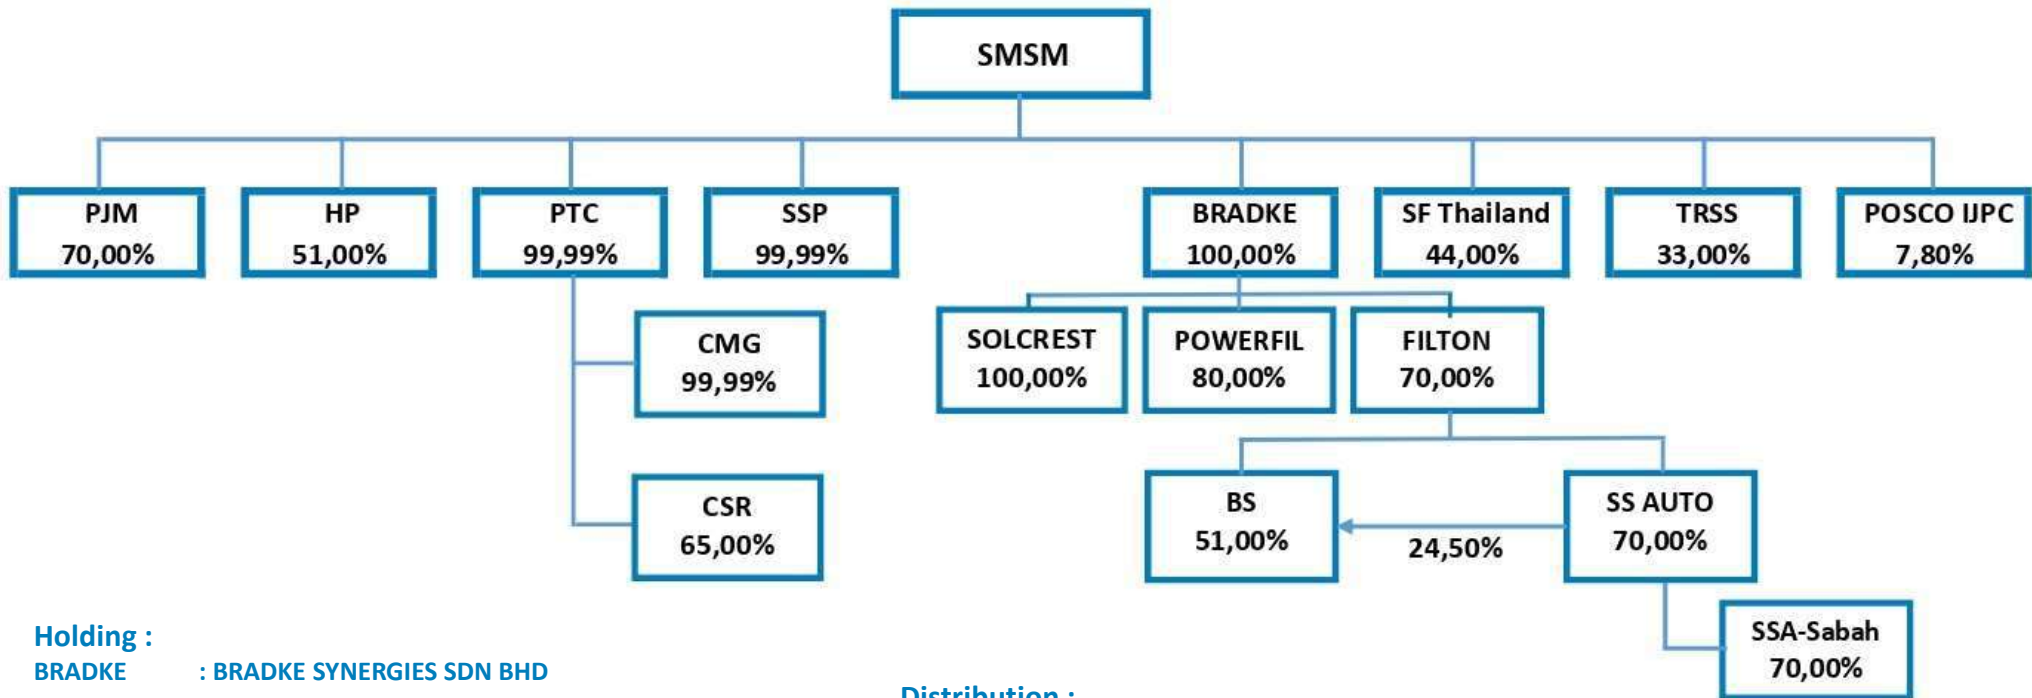 SMSM
PJM
70,00%
HP
51,00%
PTC
99,99%
SSP
99,99%
BRADKE
100,00%
SF Thailand
44,00%
TRSS
33,00%
POSCO IJPC
7,80%
CMG
99,99%
SOLCREST
100,00%
POWERFIL
80,00%
FILTON
70,00%
CSR
65,00%
BS
51,00%
24,50%
SS AUTO
70,00%
SSA-Sabah
70,00%
Holding :
BRADKE : BRADKE SYNERGIES SDN BHD
Distribution :